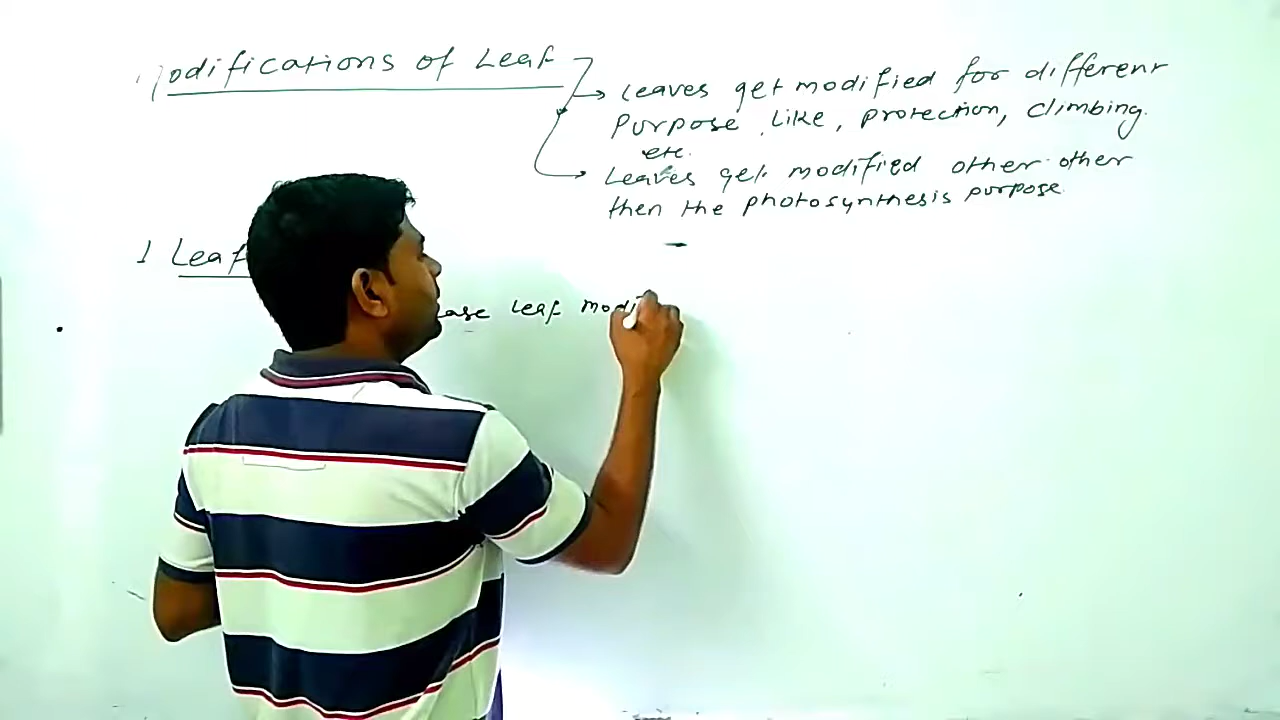 Modifications of Leaf
Leaves get modified for different
Purpose Like, Protection, Climbing.
etc.
Leaves get modified other other
then the photosynthesis purpose.
1 Leaf
Leaf modi